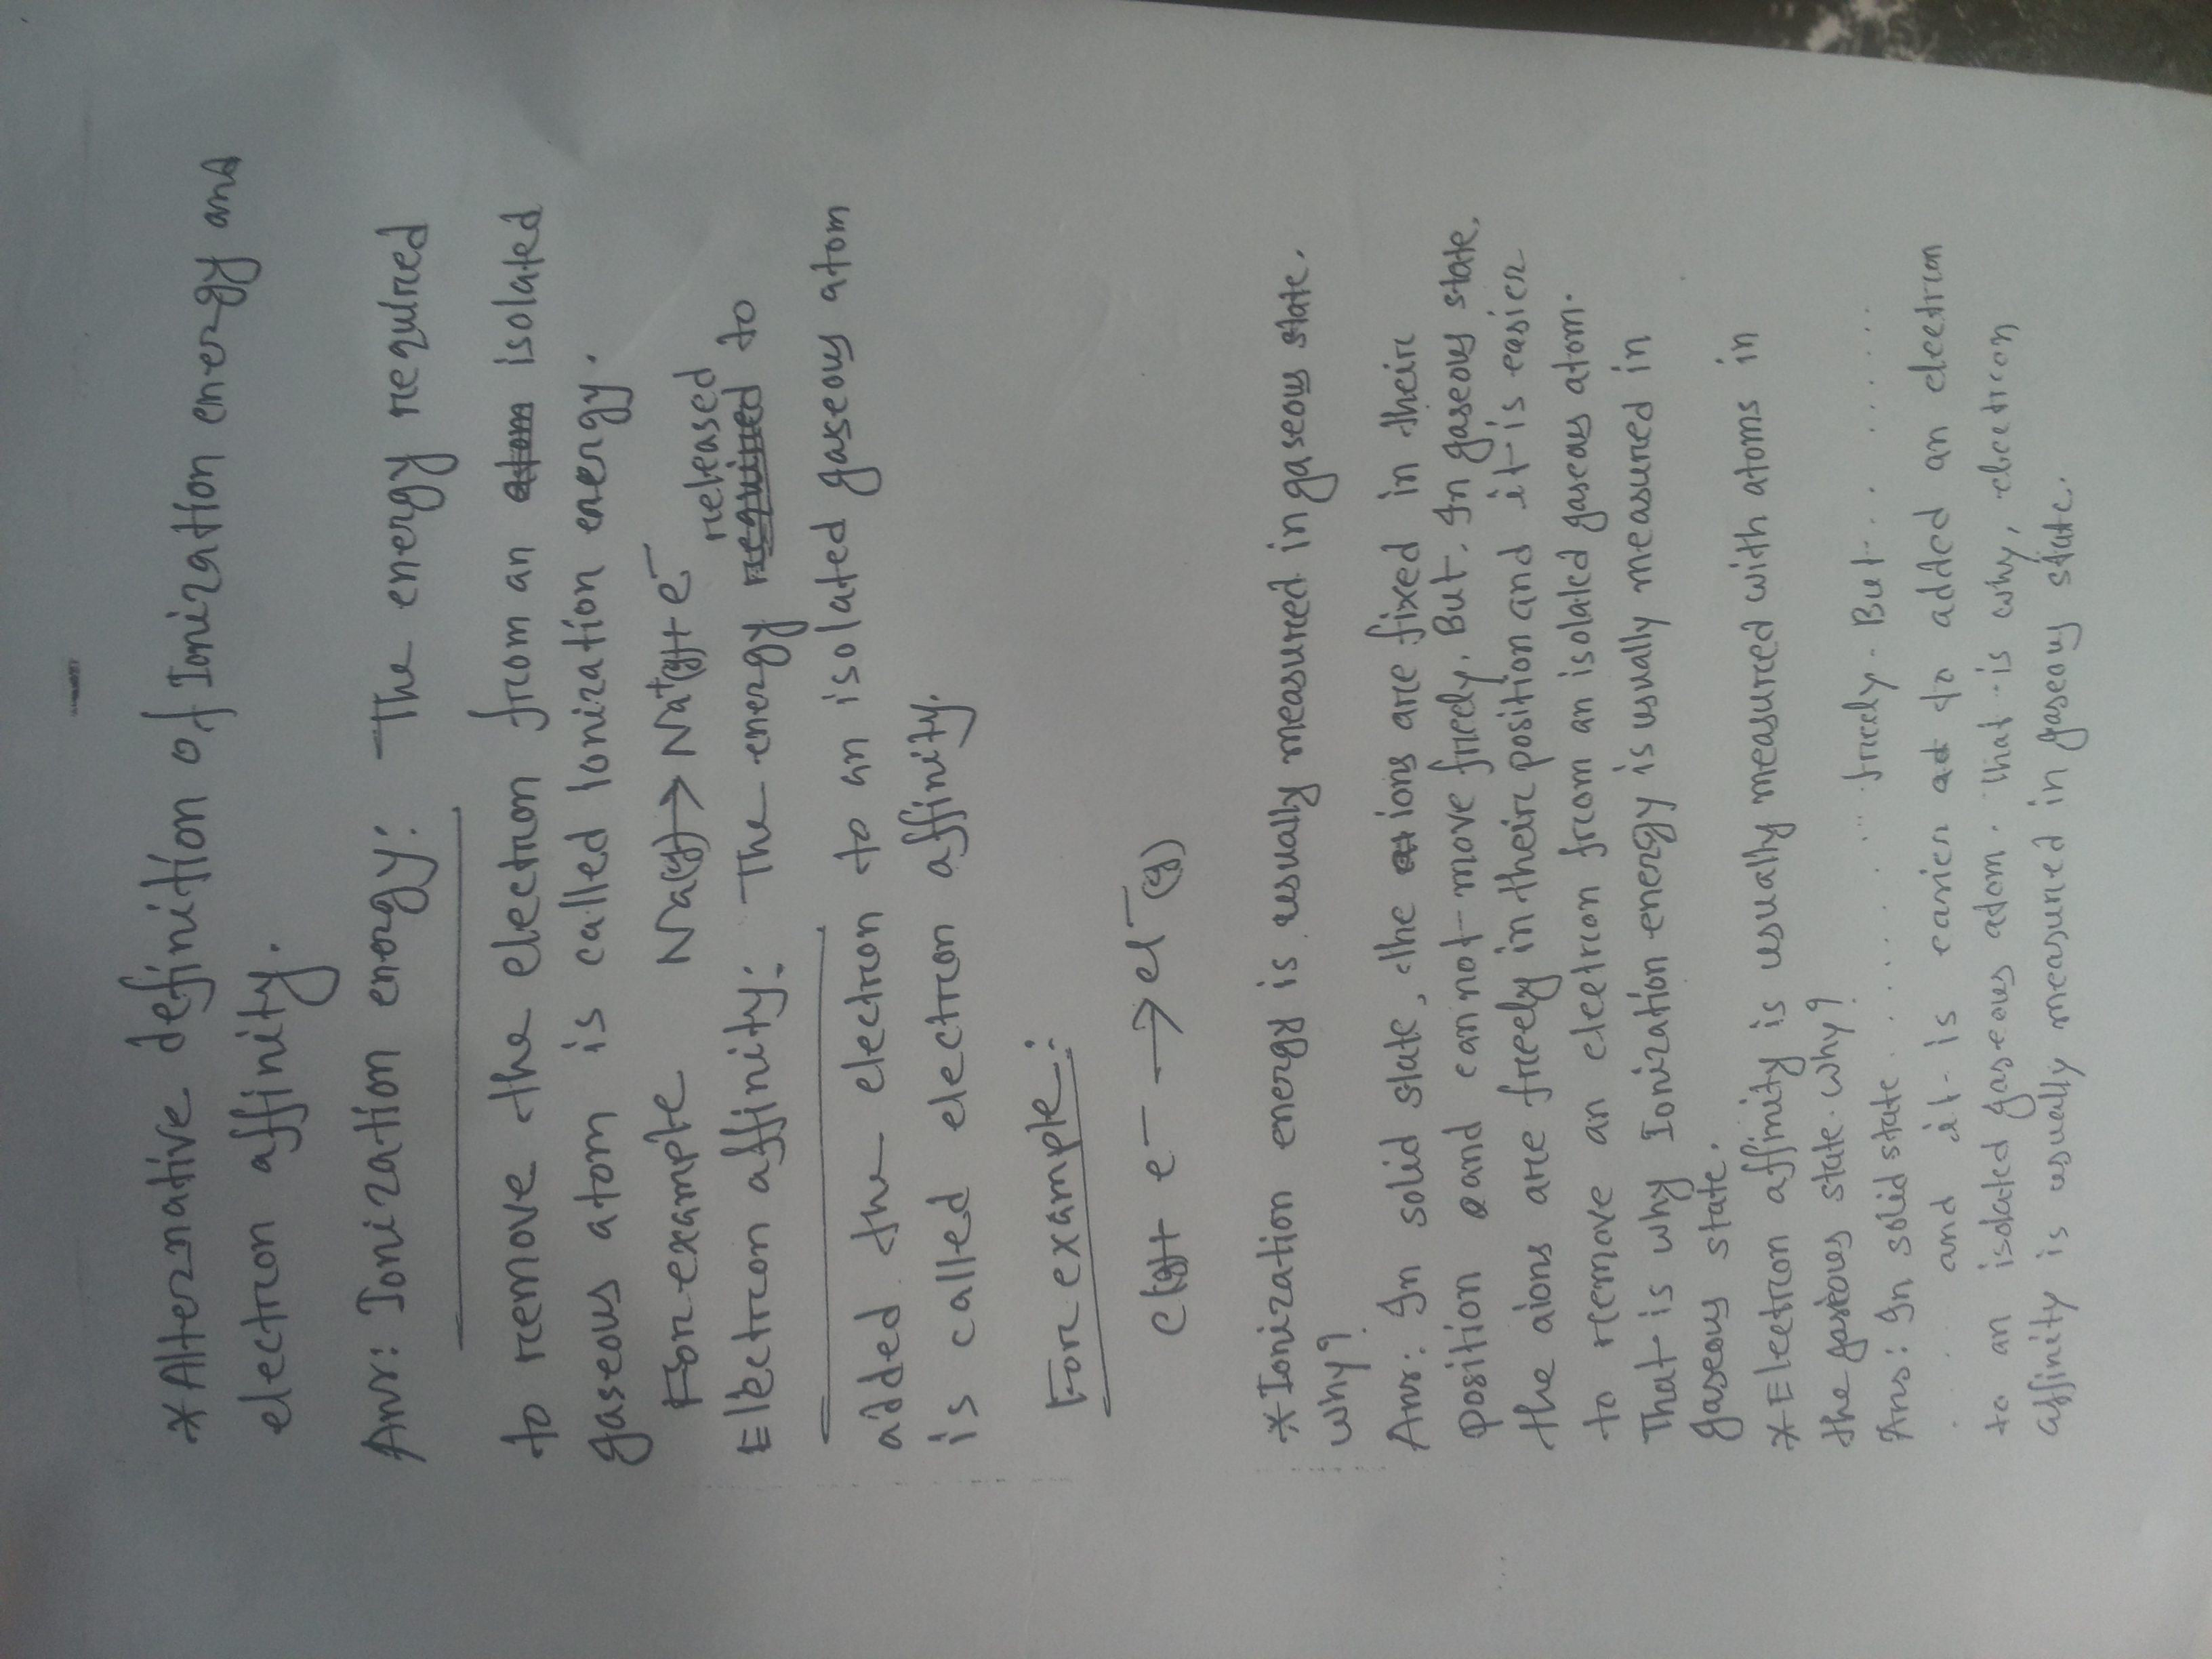 *Alternative definition of Ionization energy and
electron affinity.
Ans: Ionization energy: The energy required
to remove the electron from an isolated
gaseous atom is called Ionization energy.
For example Na(g) → Na+(g) + e-
released
Electron affinity: The energy required to
added the electron to an isolated gaseous atom
is called electron affinity.
For example:
Cl(g) + e- → Cl-(g)
*Ionization energy is usually measured in gaseous state.
why?
Ans: In solid state, the ions are fixed in their
position and can not move freely. But. In gaseous state,
the aions are freely in their position and it is easier
to remove an electron from an isolated gaseous atom.
That is why Ionization energy is usually measured in
gaseous state.
*Electron affinity is usually measured with atoms in
the gaseous state. why?
Ans: In solid state .......... freely. But ........
.... and it is easier to added an electron
to an isolated gaseous atom. that is why, electron
affinity is usually measured in gaseous state.